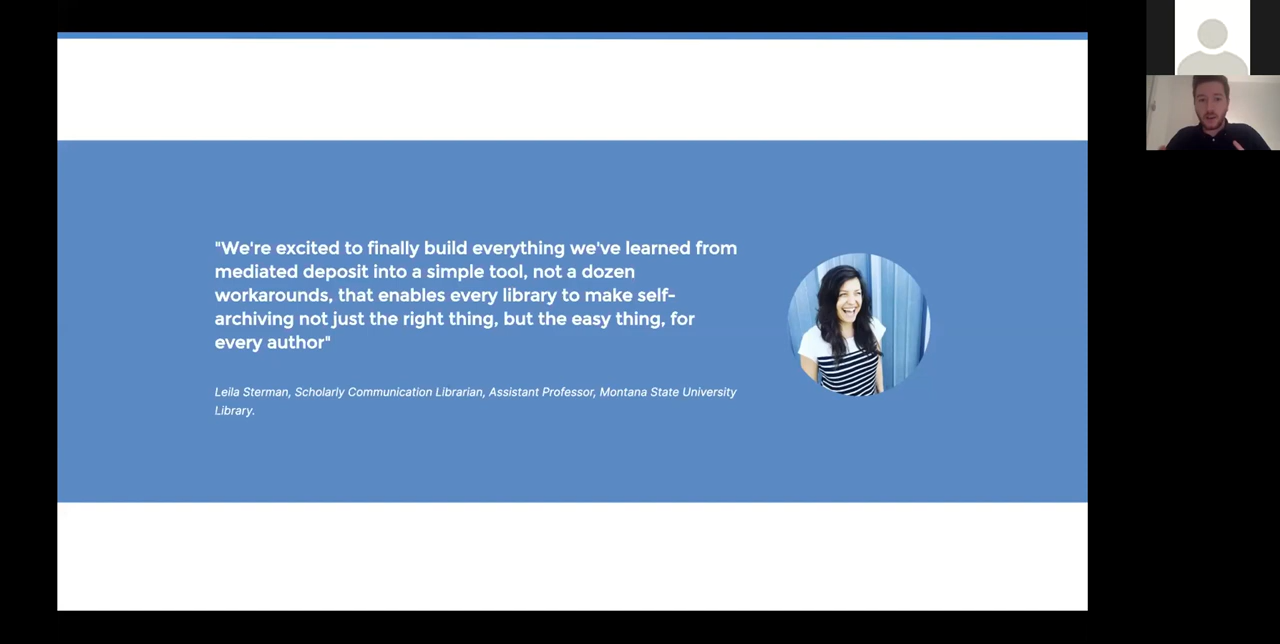 "We're excited to finally build everything we've learned from
mediated deposit into a simple tool, not a dozen
workarounds, that enables every library to make self-
archiving not just the right thing, but the easy thing, for
every author"
Leila Sterman, Scholarly Communication Librarian, Assistant Professor, Montana State University
Library.